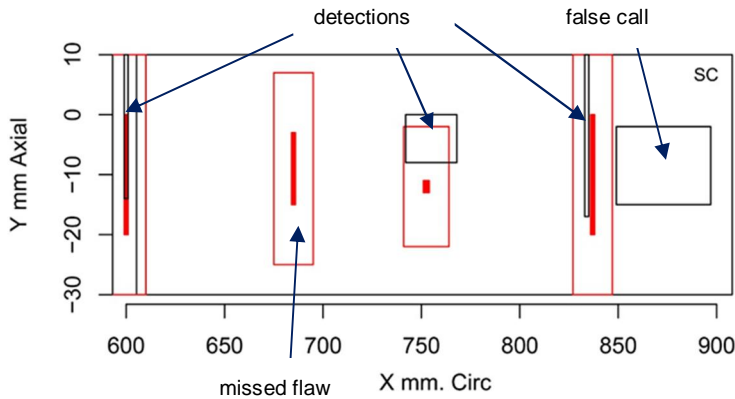 detections
false call
SC
Y mm Axial
10
0
−10
−20
−30
600
650
700
750
800
850
900
X mm. Circ
missed flaw